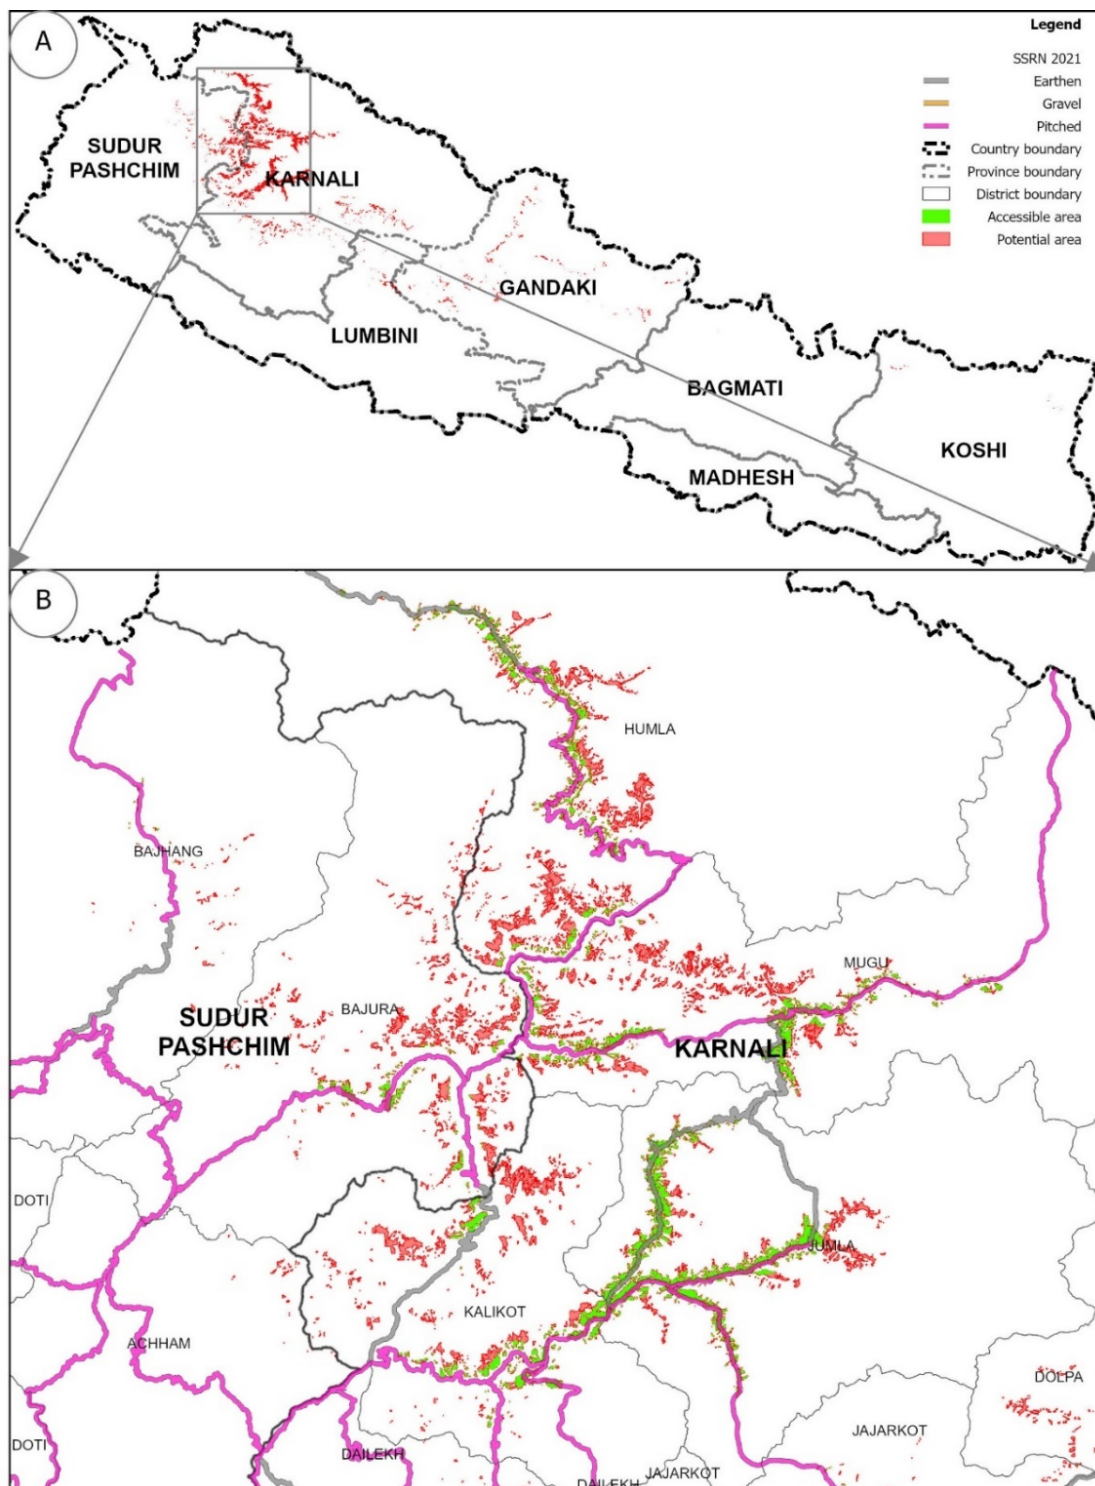 A
Legend
SSRN 2021
Earthen
Gravel
Pitched
Country boundary
Province boundary
District boundary
Accessible area
Potential area
SUDUR
PASHCHIM
KARNALI
GANDAKI
LUMBINI
BAGMATI
KOSHI
MADHESH
B
HUMLA
BAJHANG
MUGU
SUDUR
PASHCHIM
BAJURA
KARNALI
DOTI
JUMLA
KALIKOT
ACHHAM
DOLPA
DOTI
JAJARKOT
DAILEKH
DAILEKH
JAJARKOT